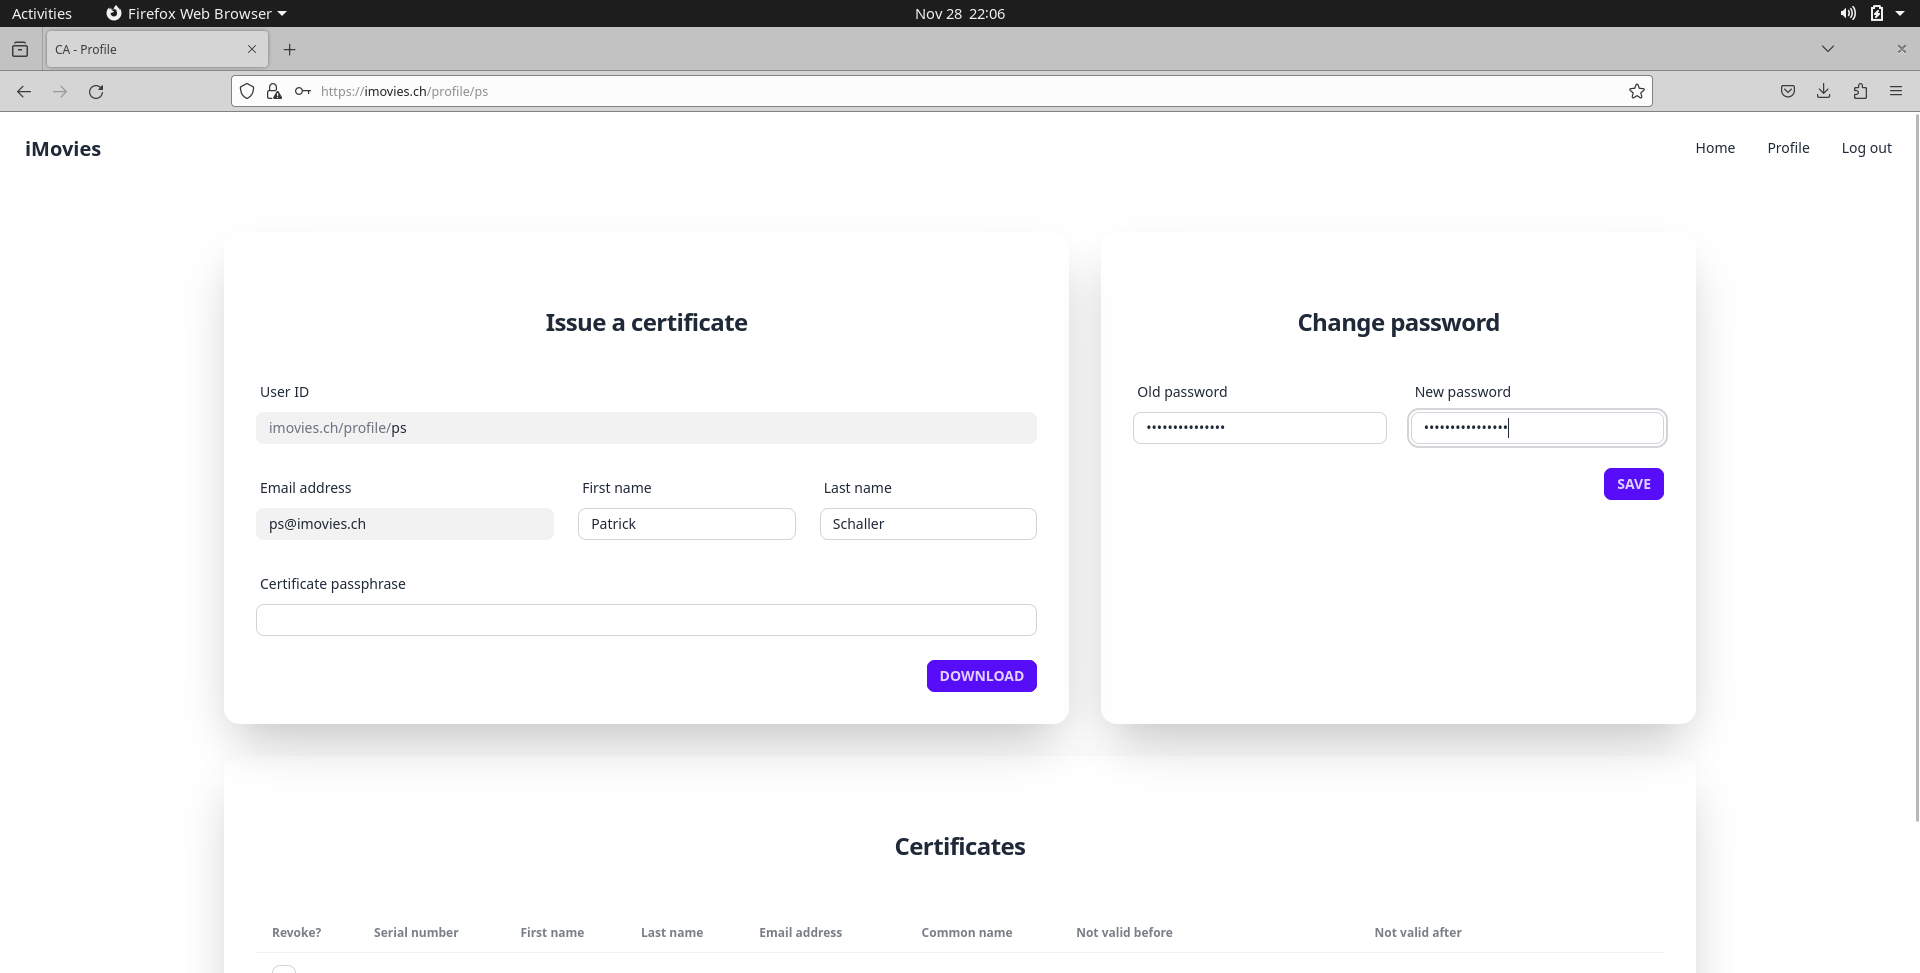 Activities Firefox Web Browser Nov 28 22:06
CA - Profile
https://imovies.ch/profile/ps
iMovies Home Profile Log out
Issue a certificate
User ID
imovies.ch/profile/ps
Email address First name Last name
ps@imovies.ch Patrick Schaller
Certificate passphrase
DOWNLOAD
Change password
Old password New password
••••••••••••••• ••••••••••••••••
SAVE
Certificates
Revoke? Serial number First name Last name Email address Common name Not valid before Not valid after